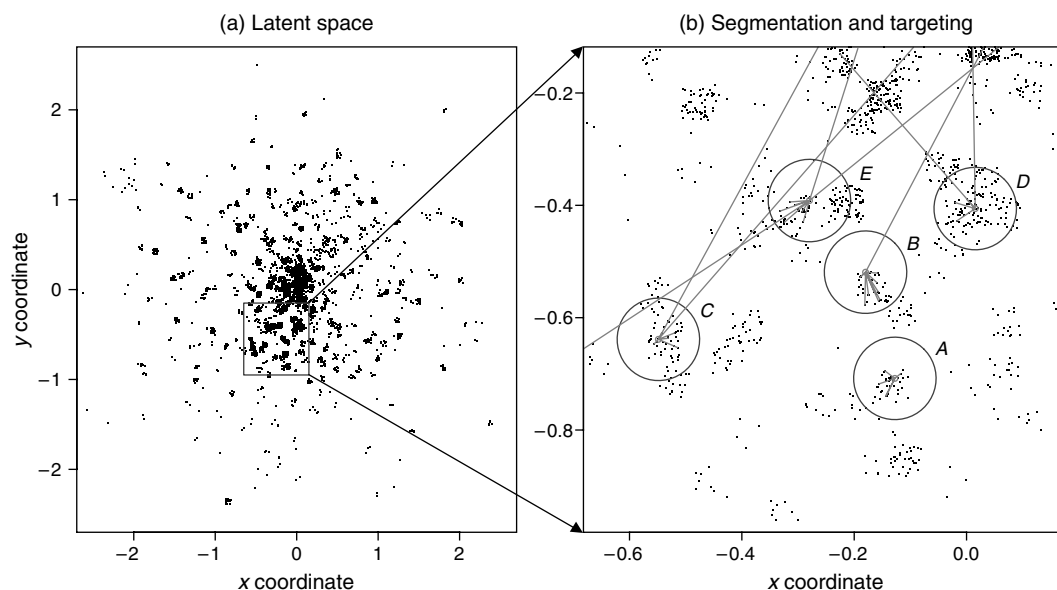 (a) Latent space
(b) Segmentation and targeting
2
1
0
−1
−2
y coordinate
−2
−1
0
1
2
x coordinate
−0.2
−0.4
−0.6
−0.8
−0.6
−0.4
−0.2
0.0
x coordinate
E
D
B
C
A